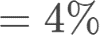 = 4%